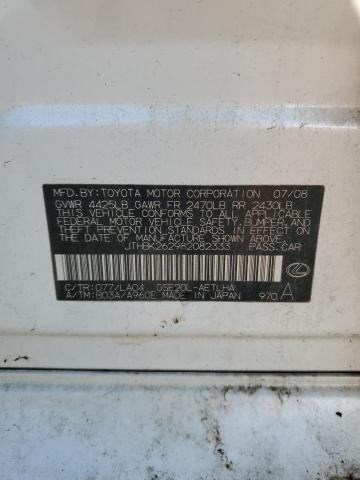 MFD. BY: TOYOTA MOTOR CORPORATION 07/08
GVWR 4425LB GAWR FR 2470LB RR 2430LB
THIS VEHICLE CONFORMS TO ALL APPLICABLE
FEDERAL MOTOR VEHICLE SAFETY, BUMPER, AND
THEFT PREVENTION STANDARDS IN EFFECT ON
THE DATE OF MANUFACTURE SHOWN ABOVE.
JTHBK262982082333 PASS. CAR
C/TR: 077/LA04 GSE20L-AETLHA
A/TM: B03A/A960E MADE IN JAPAN 970 A